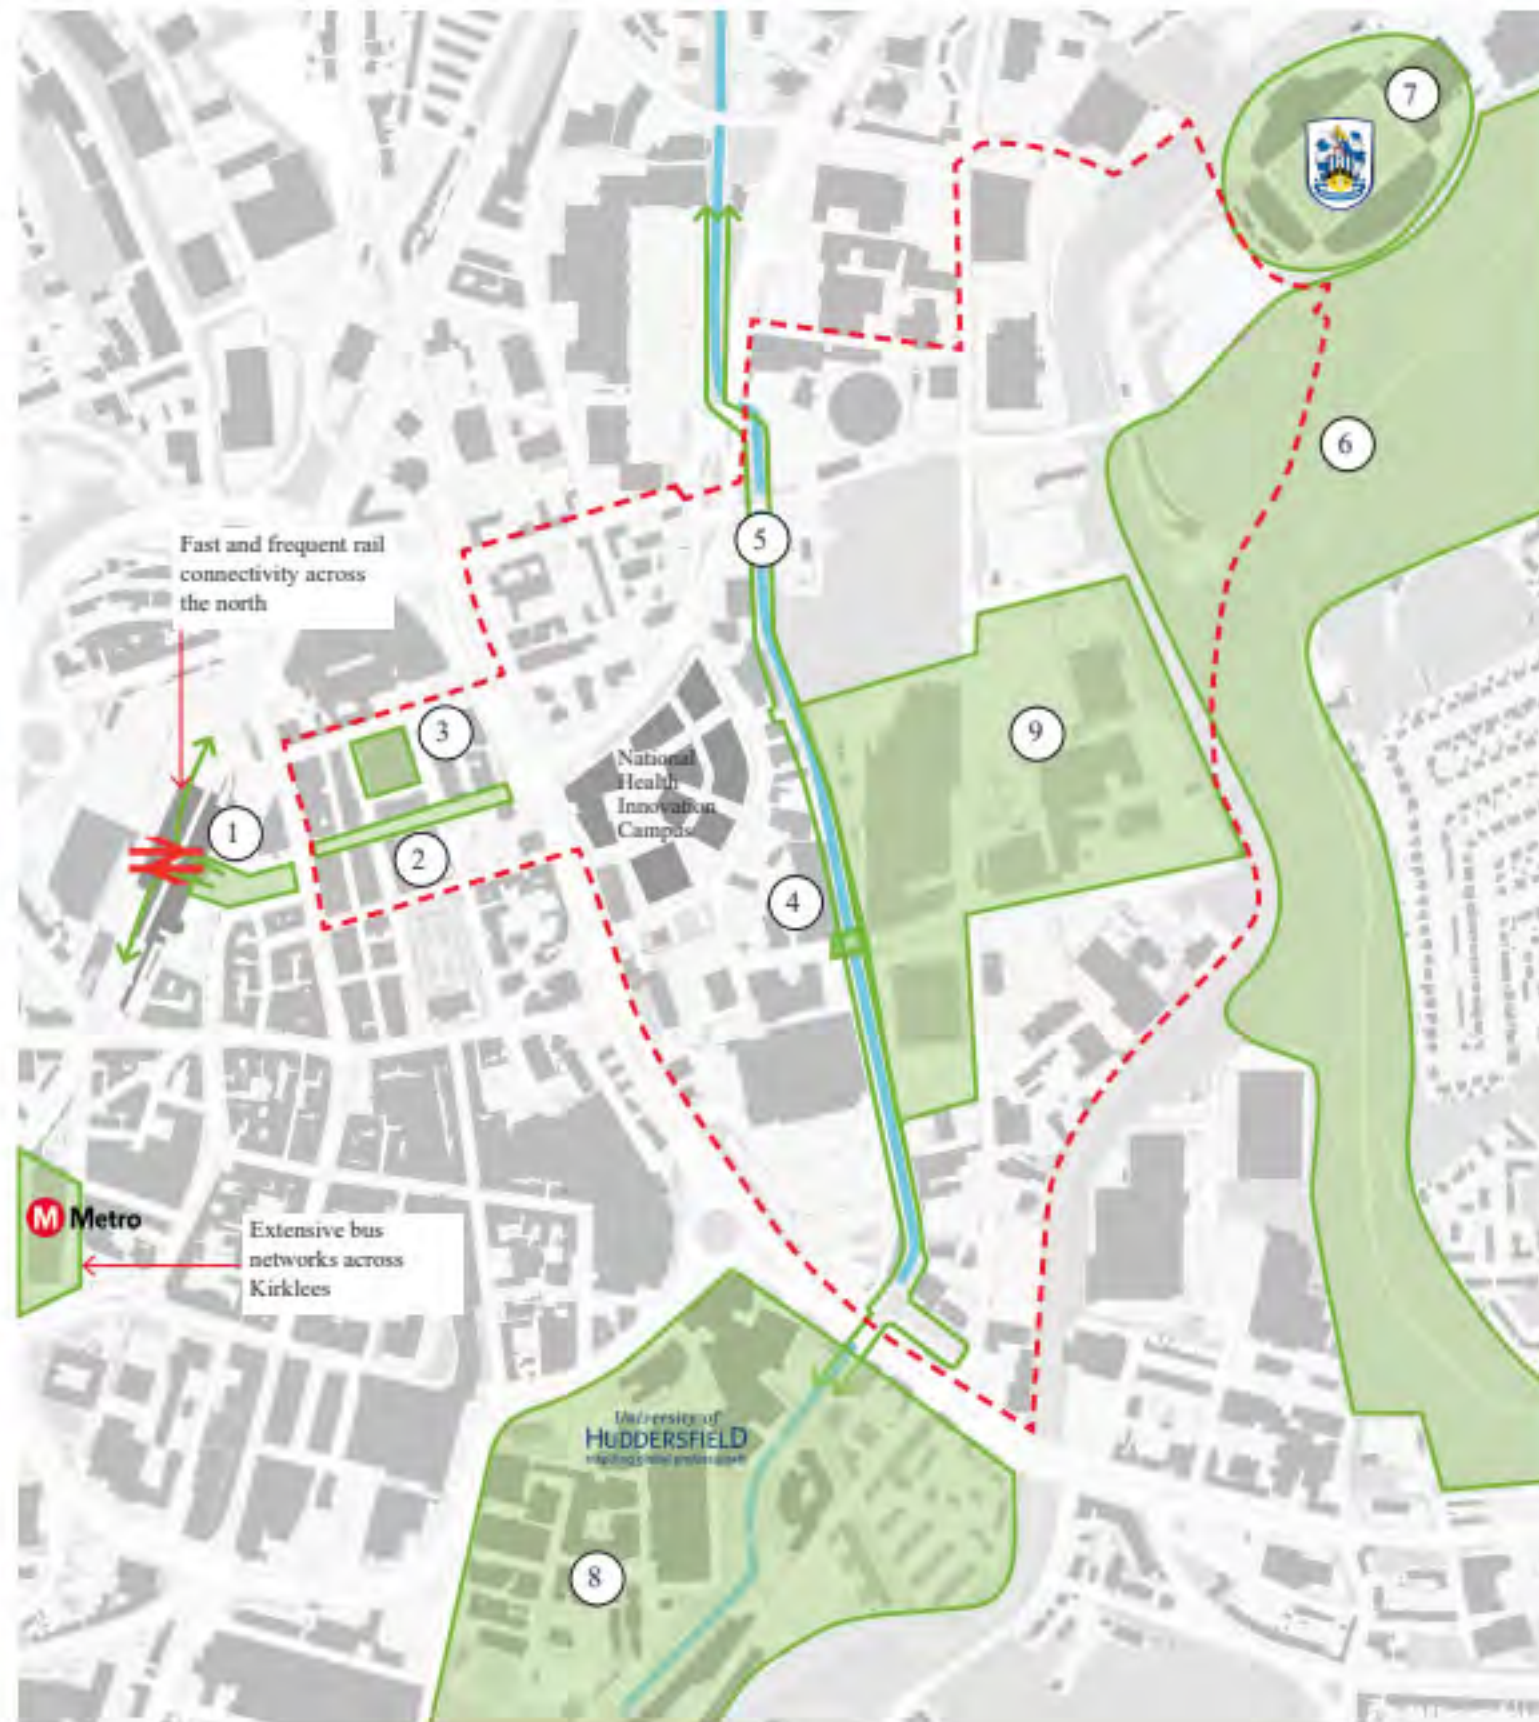 7
6
5
Fast and frequent rail
connectivity across
the north
3
9
National
Health
Innovation
Campus
1
2
4
M Metro
Extensive bus
networks across
Kirklees
University of
HUDDERSFIELD
8